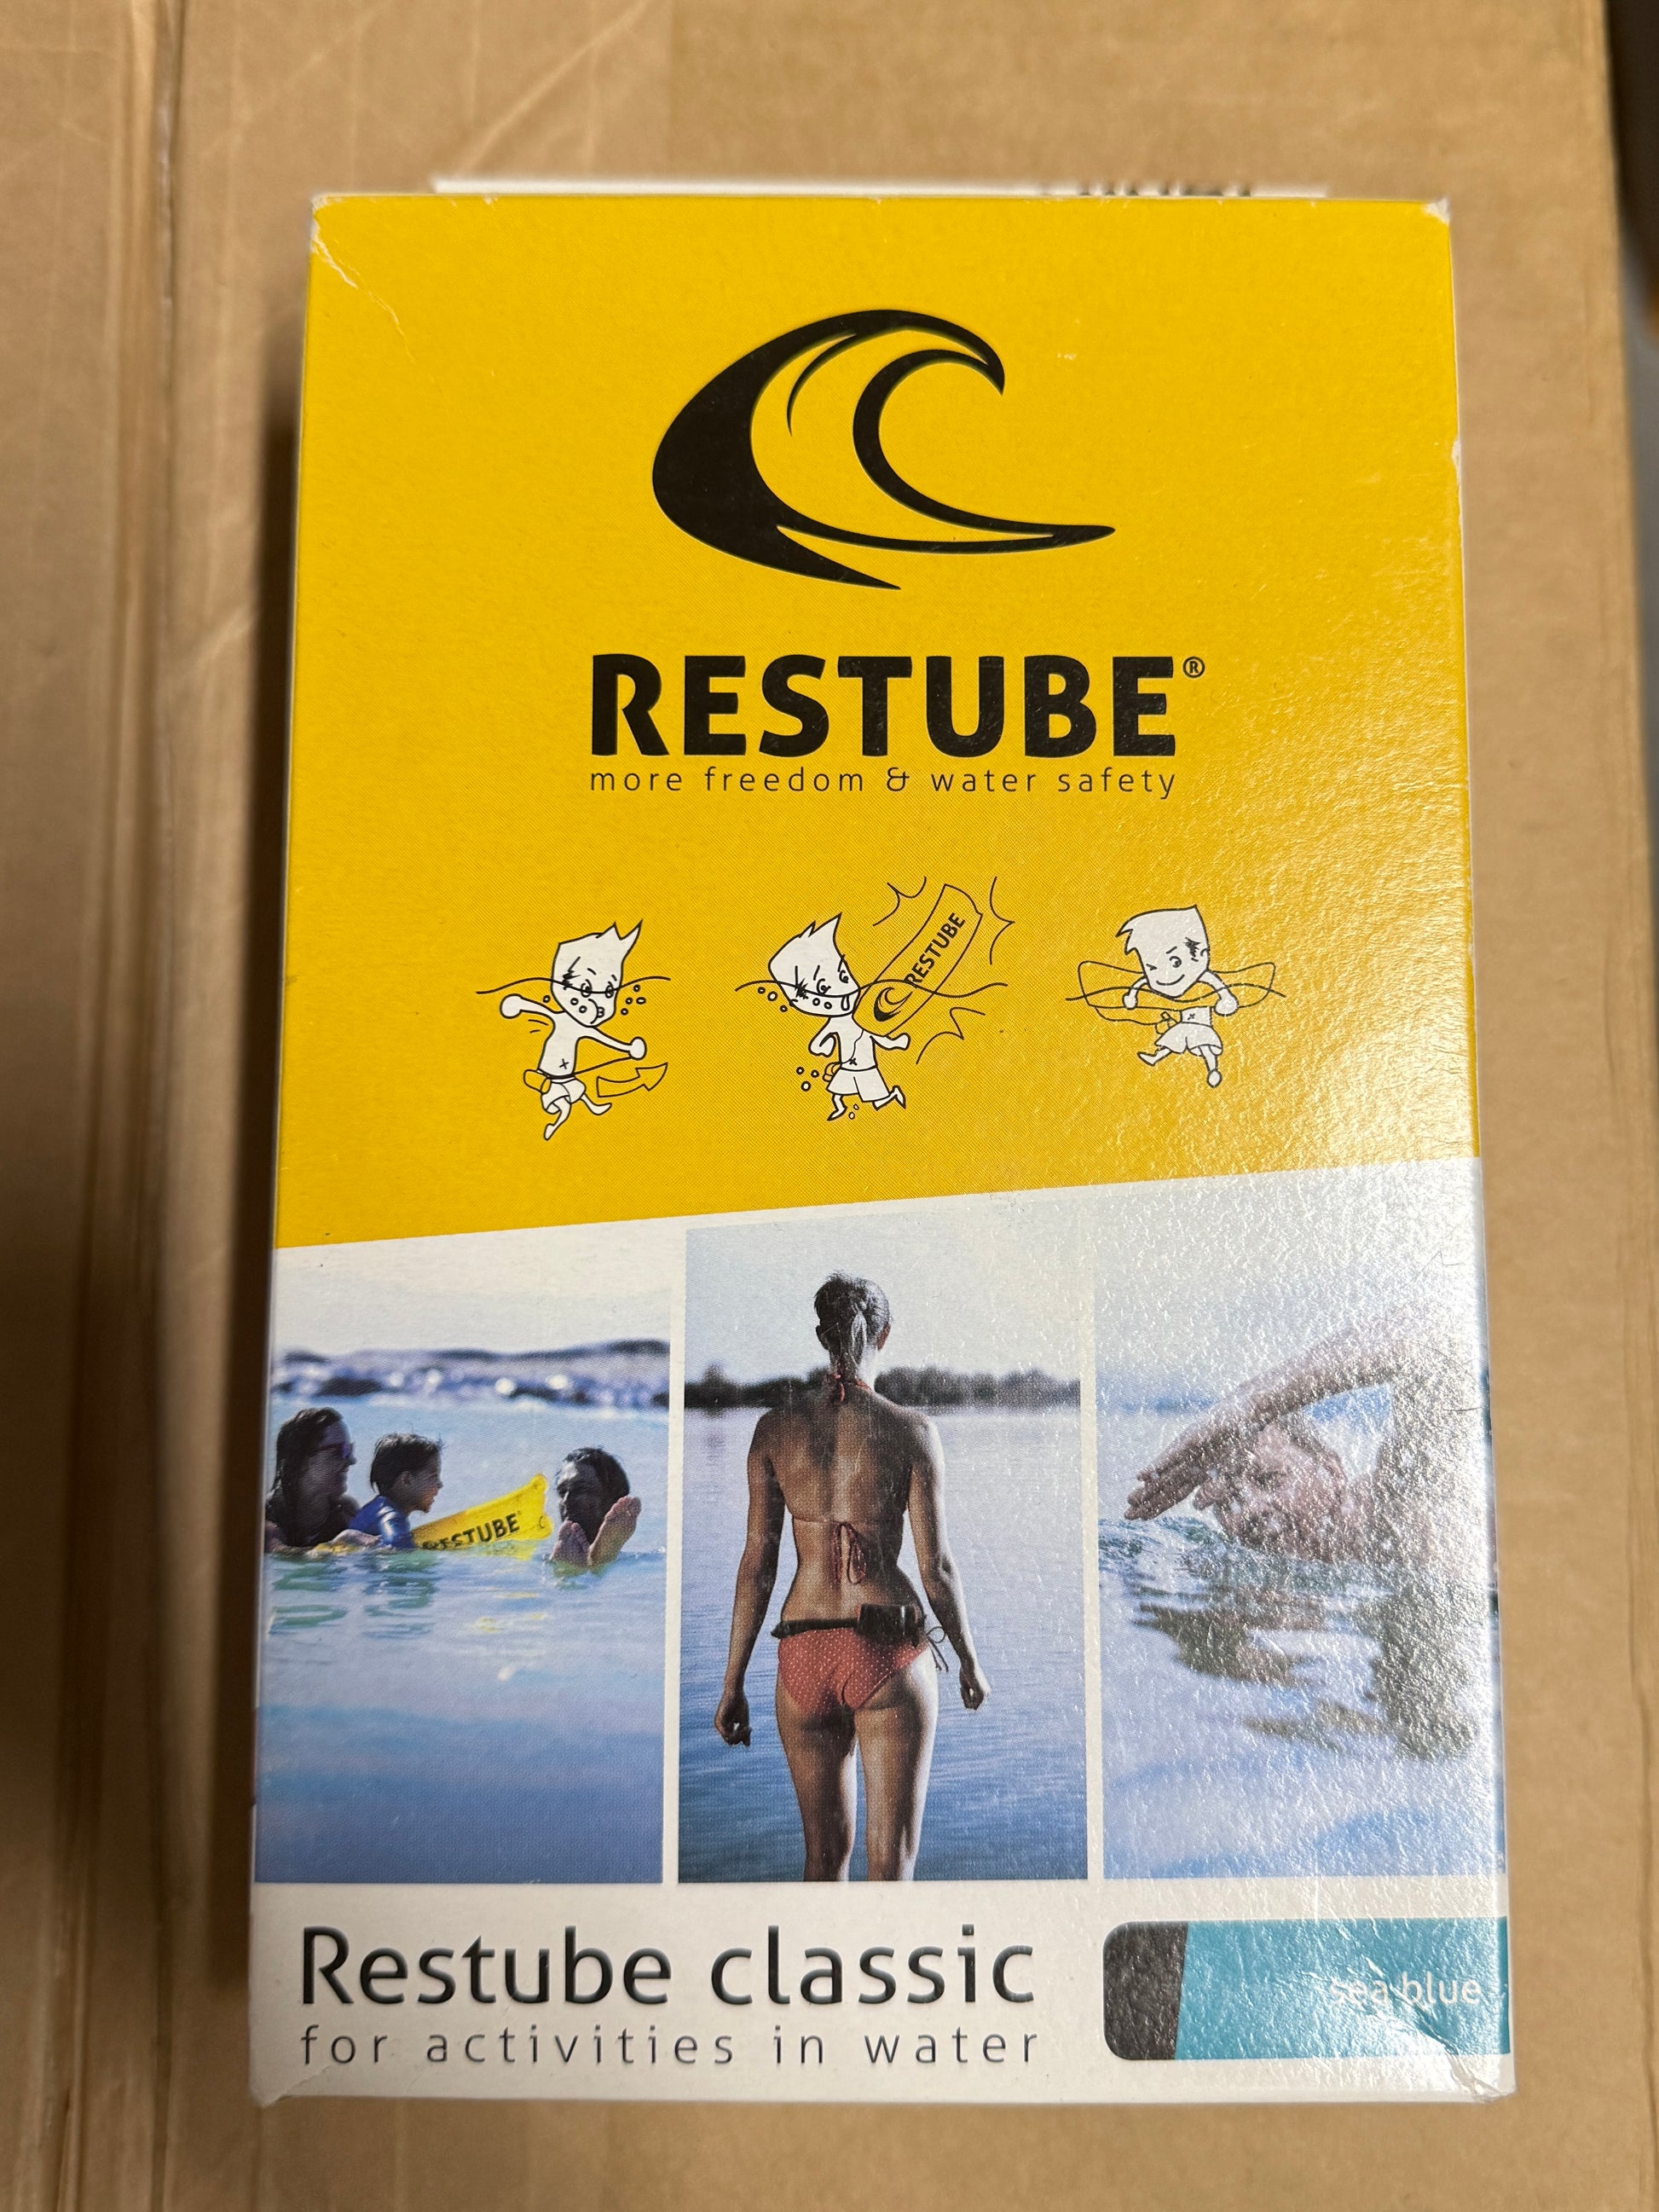 RESTUBE®
more freedom & water safety
RESTUBE
RESTUBE
Restube classic
for activities in water
sea blue